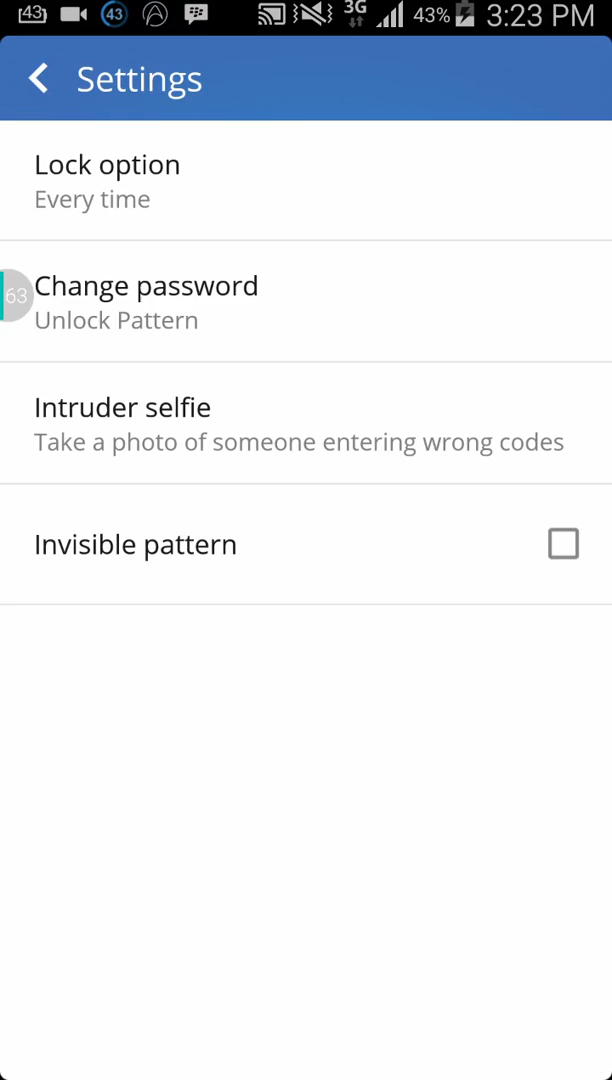 43 43 3G 43% 3:23 PM
Settings
Lock option
Every time
63
Change password
Unlock Pattern
Intruder selfie
Take a photo of someone entering wrong codes
Invisible pattern